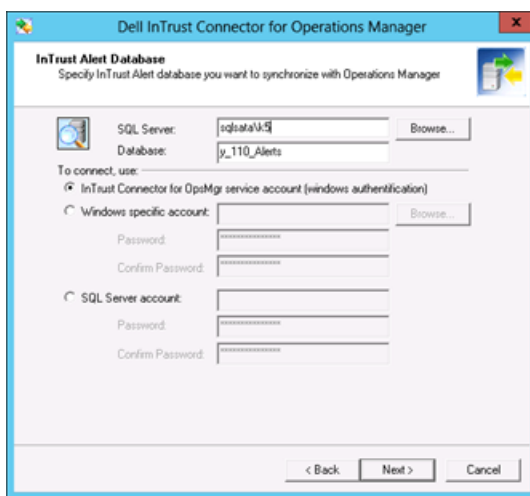 Dell InTrust Connector for Operations Manager
x
InTrust Alert Database
Specify InTrust Alert database you want to synchronize with Operations Manager
SQL Server: sqlsata\k5 Browse...
Database: y_110_Alerts
To connect, use:
InTrust Connector for OpsMgr service account (windows authentification)
Windows specific account: Browse...
Password: ***************
Confirm Password: ***************
SQL Server account:
Password: ***************
Confirm Password: ***************
< Back Next > Cancel